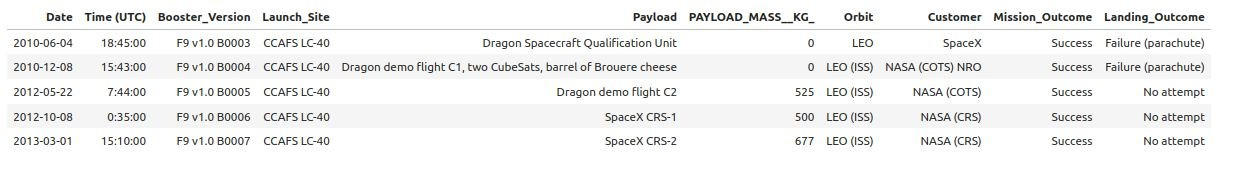 Date Time (UTC) Booster_Version Launch_Site Payload PAYLOAD_MASS__KG_ Orbit Customer Mission_Outcome Landing_Outcome
2010-06-04 18:45:00 F9 v1.0 B0003 CCAFS LC-40 Dragon Spacecraft Qualification Unit 0 LEO SpaceX Success Failure (parachute)
2010-12-08 15:43:00 F9 v1.0 B0004 CCAFS LC-40 Dragon demo flight C1, two CubeSats, barrel of Brouere cheese 0 LEO (ISS) NASA (COTS) NRO Success Failure (parachute)
2012-05-22 7:44:00 F9 v1.0 B0005 CCAFS LC-40 Dragon demo flight C2 525 LEO (ISS) NASA (COTS) Success No attempt
2012-10-08 0:35:00 F9 v1.0 B0006 CCAFS LC-40 SpaceX CRS-1 500 LEO (ISS) NASA (CRS) Success No attempt
2013-03-01 15:10:00 F9 v1.0 B0007 CCAFS LC-40 SpaceX CRS-2 677 LEO (ISS) NASA (CRS) Success No attempt